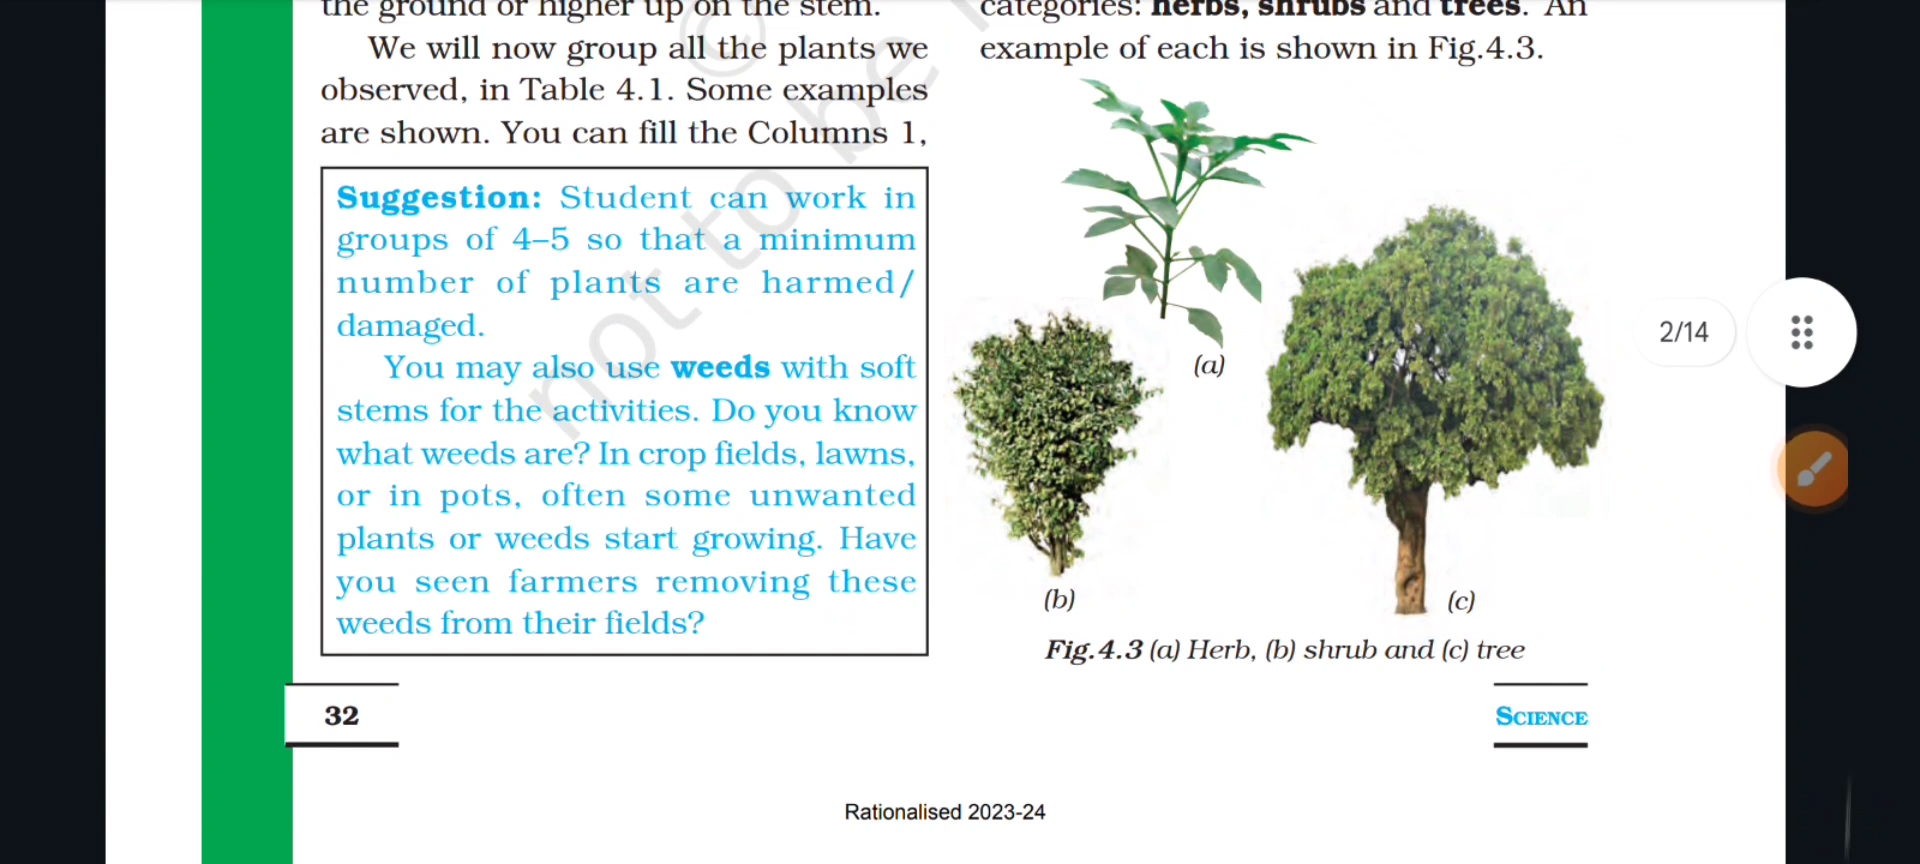 the ground or higher up on the stem.
We will now group all the plants we
observed, in Table 4.1. Some examples
are shown. You can fill the Columns 1,
Suggestion: Student can work in
groups of 4–5 so that a minimum
number of plants are harmed/
damaged.
You may also use weeds with soft
stems for the activities. Do you know
what weeds are? In crop fields, lawns,
or in pots, often some unwanted
plants or weeds start growing. Have
you seen farmers removing these
weeds from their fields?
categories: herbs, shrubs and trees. An
example of each is shown in Fig.4.3.
(a)
(b)
(c)
Fig.4.3 (a) Herb, (b) shrub and (c) tree
2/14
32
SCIENCE
Rationalised 2023-24
©
not to be